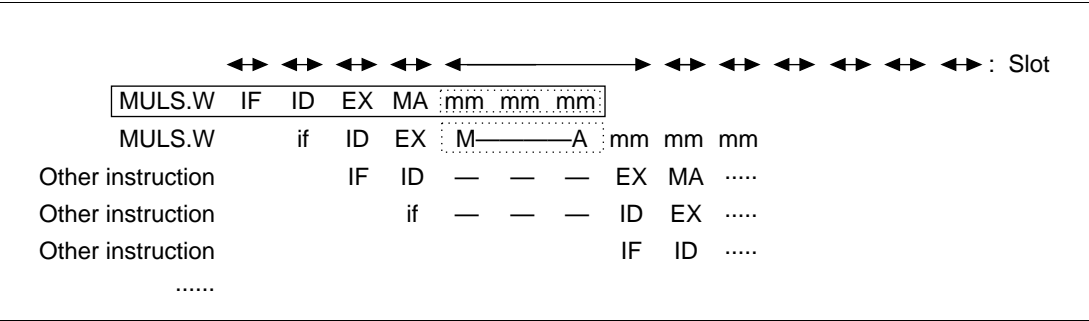 : Slot
MULS.W IF ID EX MA mm mm mm
MULS.W if ID EX M————A mm mm mm
Other instruction IF ID — — — EX MA .....
Other instruction if — — — ID EX .....
Other instruction IF ID .....
......